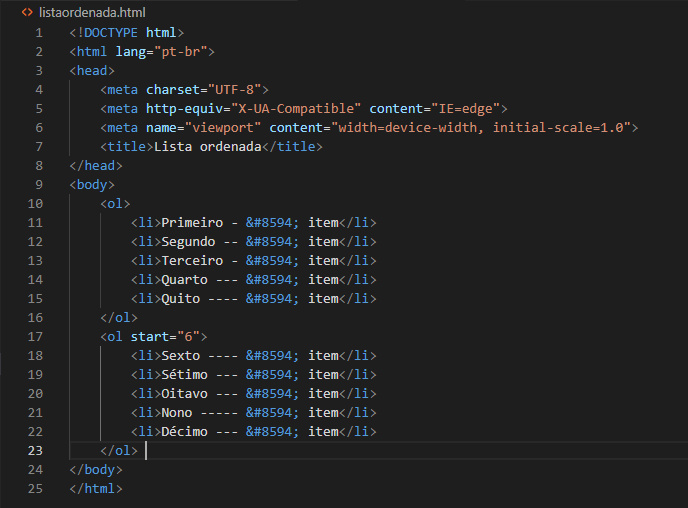 <> listaordenada.html
1 <!DOCTYPE html>
2 <html lang="pt-br">
3 <head>
4 <meta charset="UTF-8">
5 <meta http-equiv="X-UA-Compatible" content="IE=edge">
6 <meta name="viewport" content="width=device-width, initial-scale=1.0">
7 <title>Lista ordenada</title>
8 </head>
9 <body>
10 <ol>
11 <li>Primeiro - &#8594; item</li>
12 <li>Segundo -- &#8594; item</li>
13 <li>Terceiro - &#8594; item</li>
14 <li>Quarto --- &#8594; item</li>
15 <li>Quito ---- &#8594; item</li>
16 </ol>
17 <ol start="6">
18 <li>Sexto ---- &#8594; item</li>
19 <li>Sétimo --- &#8594; item</li>
20 <li>Oitavo --- &#8594; item</li>
21 <li>Nono ----- &#8594; item</li>
22 <li>Décimo --- &#8594; item</li>
23 </ol>
24 </body>
25 </html>